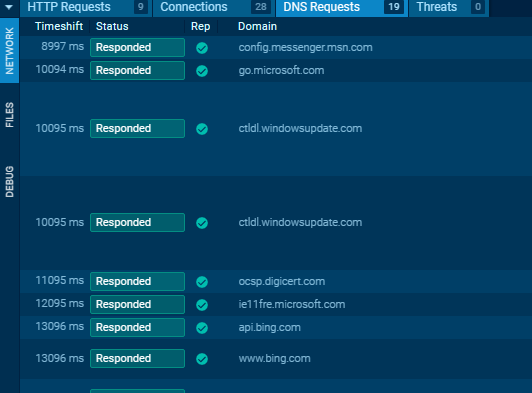 HTTP Requests 9 Connections 28 DNS Requests 19 Threats 0
Timeshift Status Rep Domain
8997 ms Responded config.messenger.msn.com
10094 ms Responded go.microsoft.com
10095 ms Responded ctldl.windowsupdate.com
10095 ms Responded ctldl.windowsupdate.com
11095 ms Responded ocsp.digicert.com
12095 ms Responded ie11fre.microsoft.com
13096 ms Responded api.bing.com
13096 ms Responded www.bing.com
NETWORK
FILES
DEBUG